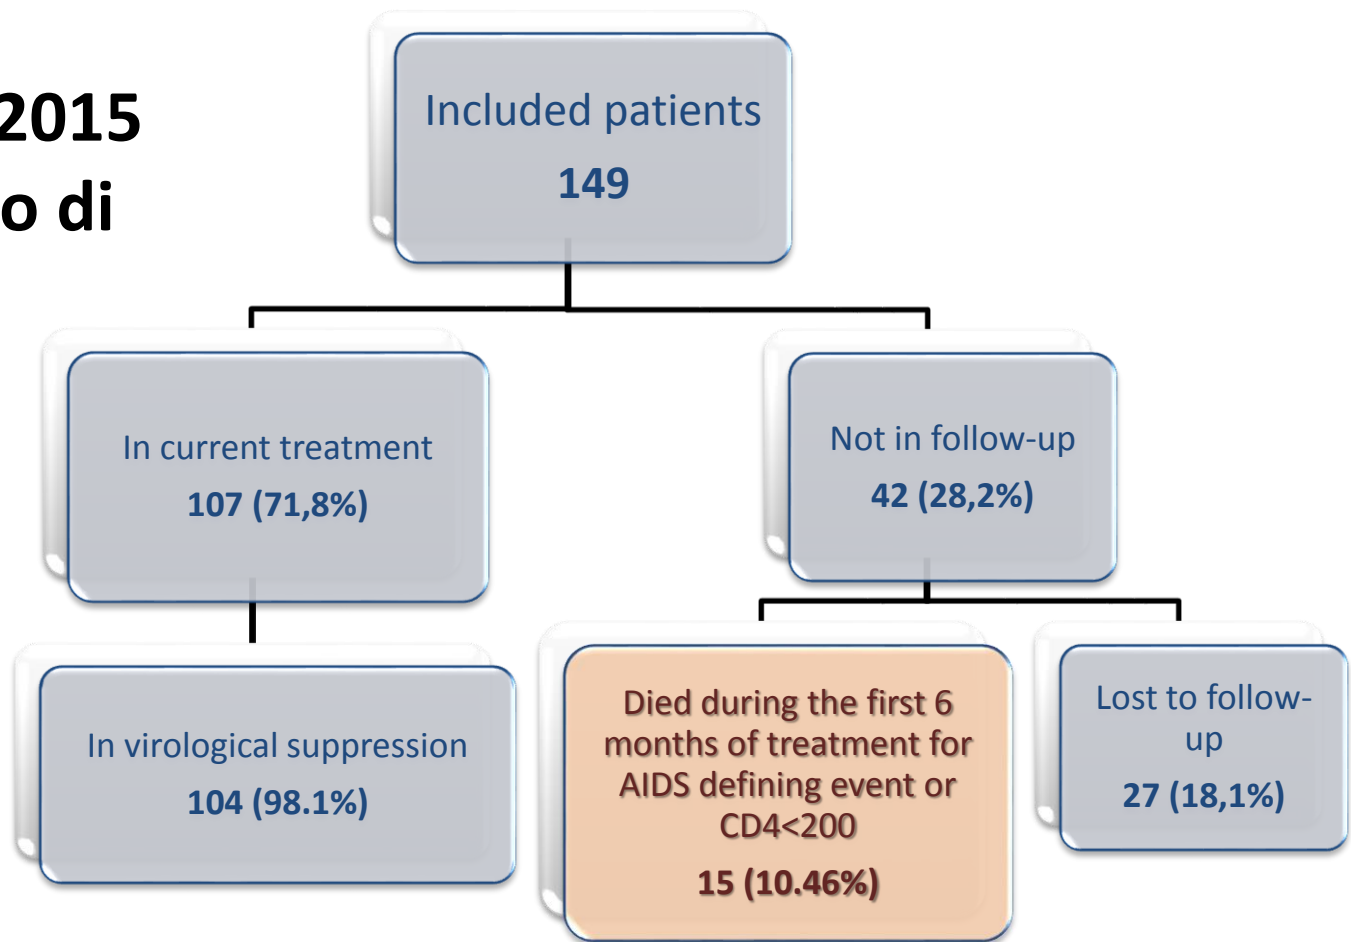 2015
o di
Included patients
149
In current treatment
107 (71,8%)
Not in follow-up
42 (28,2%)
In virological suppression
104 (98.1%)
Died during the first 6
months of treatment for
AIDS defining event or
CD4<200
15 (10.46%)
Lost to follow-
up
27 (18,1%)